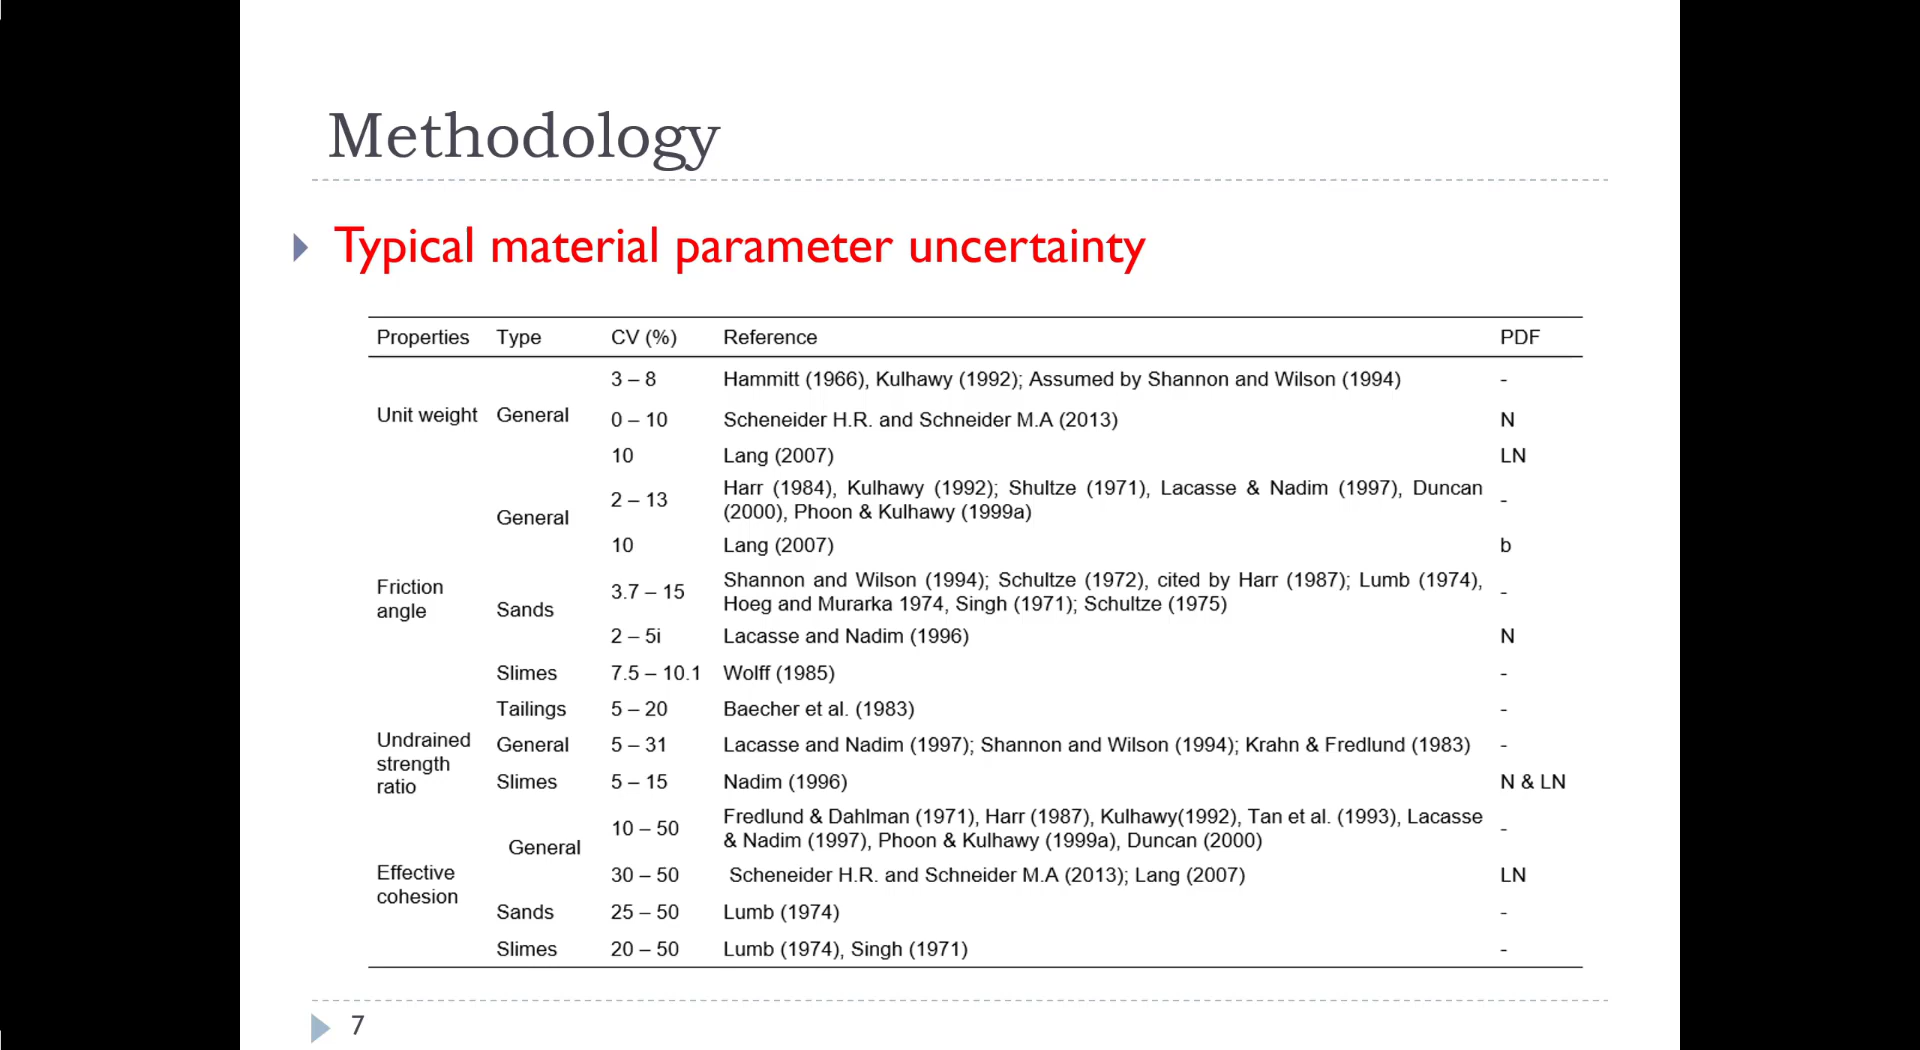 Methodology
Typical material parameter uncertainty
Properties Type CV (%) Reference PDF
3 – 8 Hammitt (1966), Kulhawy (1992); Assumed by Shannon and Wilson (1994) -
Unit weight General
0 – 10 Scheneider H.R. and Schneider M.A (2013) N
10 Lang (2007) LN
Harr (1984), Kulhawy (1992); Shultze (1971), Lacasse & Nadim (1997), Duncan
2 – 13 -
(2000), Phoon & Kulhawy (1999a)
General
10 Lang (2007) b
Shannon and Wilson (1994); Schultze (1972), cited by Harr (1987); Lumb (1974),
Friction
3.7 – 15 -
Hoeg and Murarka 1974, Singh (1971); Schultze (1975)
angle Sands
2 – 5i Lacasse and Nadim (1996) N
Slimes 7.5 – 10.1 Wolff (1985) -
Tailings 5 – 20 Baecher et al. (1983) -
Undrained General 5 – 31 Lacasse and Nadim (1997); Shannon and Wilson (1994); Krahn & Fredlund (1983) -
strength
ratio Slimes 5 – 15 Nadim (1996) N & LN
Fredlund & Dahlman (1971), Harr (1987), Kulhawy(1992), Tan et al. (1993), Lacasse
10 – 50 -
& Nadim (1997), Phoon & Kulhawy (1999a), Duncan (2000)
General
Effective 30 – 50 Scheneider H.R. and Schneider M.A (2013); Lang (2007) LN
cohesion
Sands 25 – 50 Lumb (1974) -
Slimes 20 – 50 Lumb (1974), Singh (1971) -
7